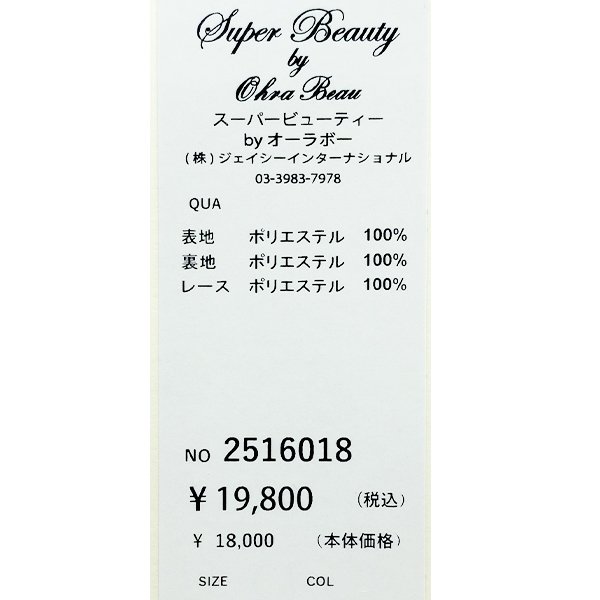 Super Beauty
by
Ohra Beau
スーパービューティー
by オーラボー
(株)ジェイシーインターナショナル
03-3983-7978
QUA
表地 ポリエステル 100%
裏地 ポリエステル 100%
レース ポリエステル 100%
NO 2516018
¥ 19,800 (税込)
¥ 18,000 (本体価格)
SIZE COL